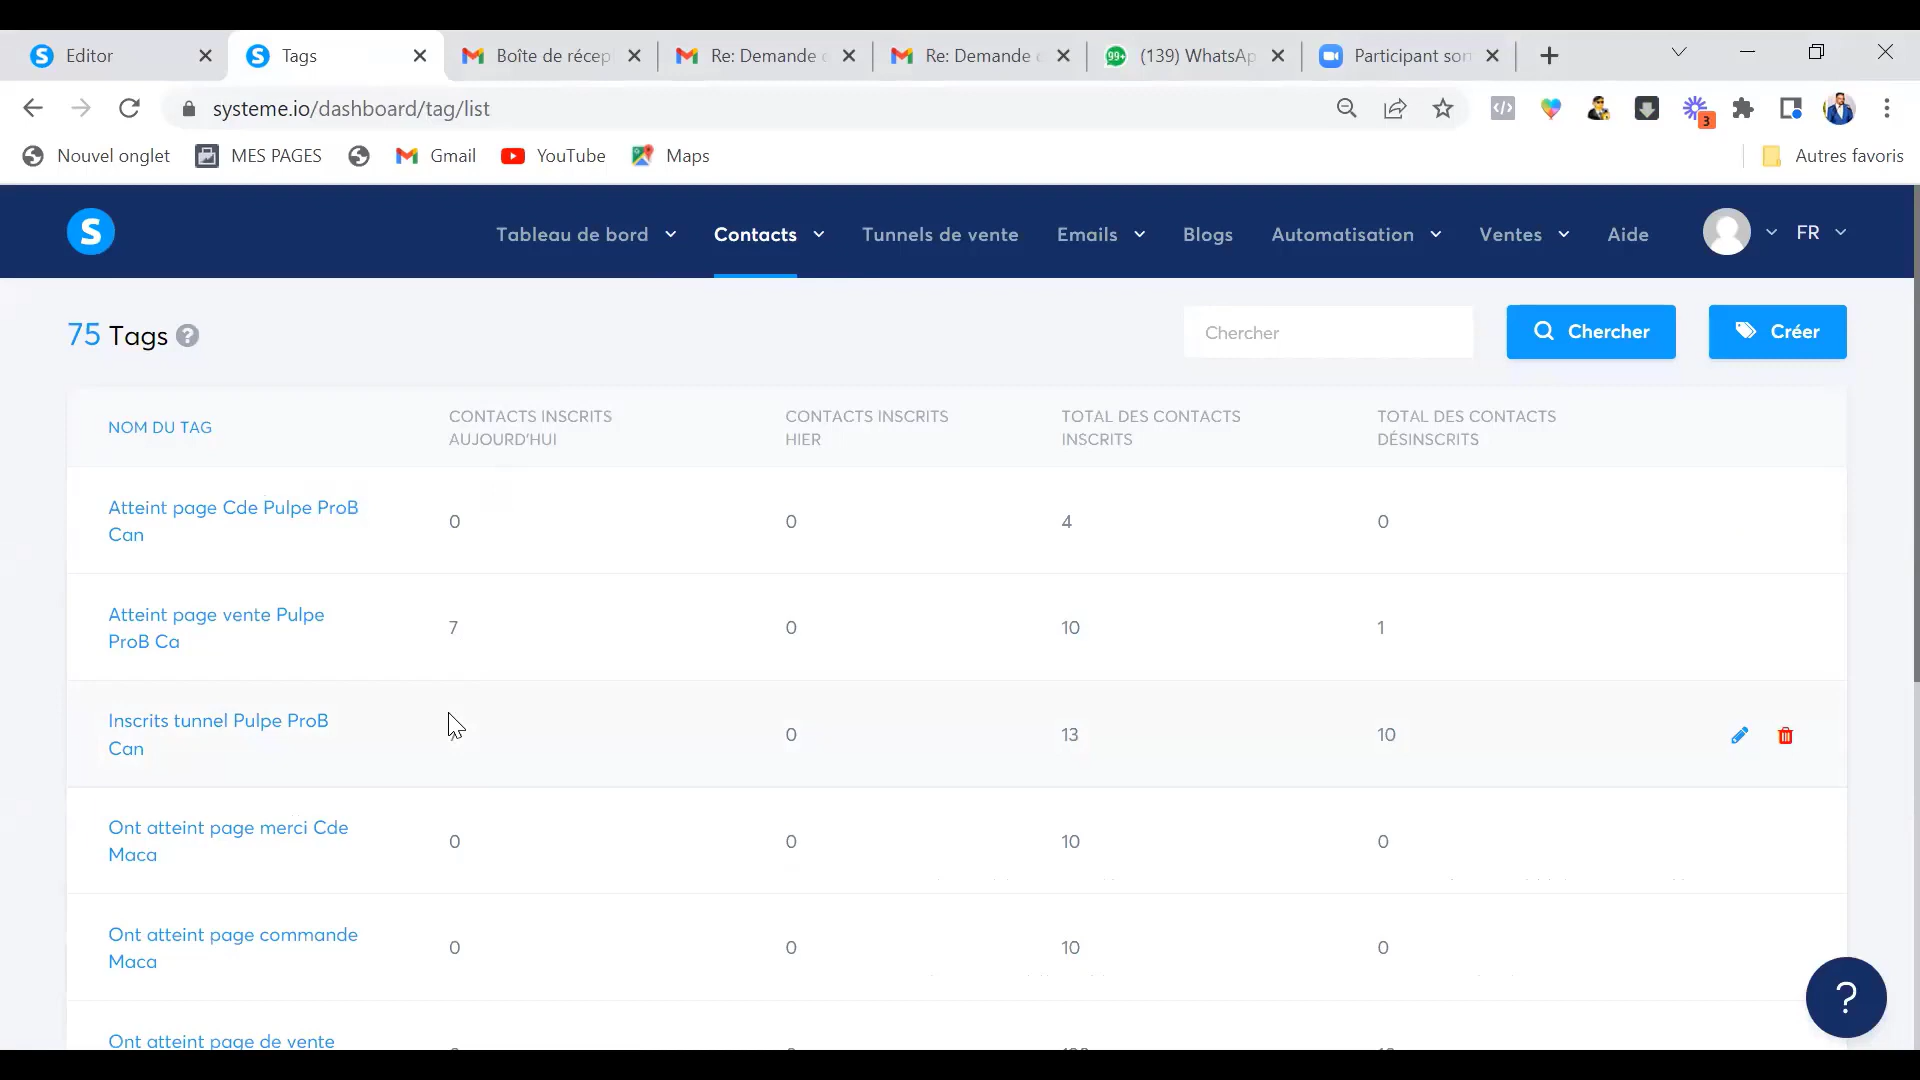 Editor
Tags
Boîte de récep
Re: Demande
Re: Demande
99+ (139) WhatsAp
Participant sor
systeme.io/dashboard/tag/list
3
Nouvel onglet
MES PAGES
Gmail
YouTube
Maps
Autres favoris
S
Tableau de bord
Contacts
Tunnels de vente
Emails
Blogs
Automatisation
Ventes
Aide
FR
75 Tags ?
Chercher
Chercher
Créer
NOM DU TAG
CONTACTS INSCRITS
AUJOURD'HUI
CONTACTS INSCRITS
HIER
TOTAL DES CONTACTS
INSCRITS
TOTAL DES CONTACTS
DÉSINSCRITS
Atteint page Cde Pulpe ProB
Can
0
0
4
0
Atteint page vente Pulpe
ProB Ca
7
0
10
1
Inscrits tunnel Pulpe ProB
Can
0
13
10
Ont atteint page merci Cde
Maca
0
0
10
0
Ont atteint page commande
Maca
0
0
10
0
Ont atteint page de vente
?